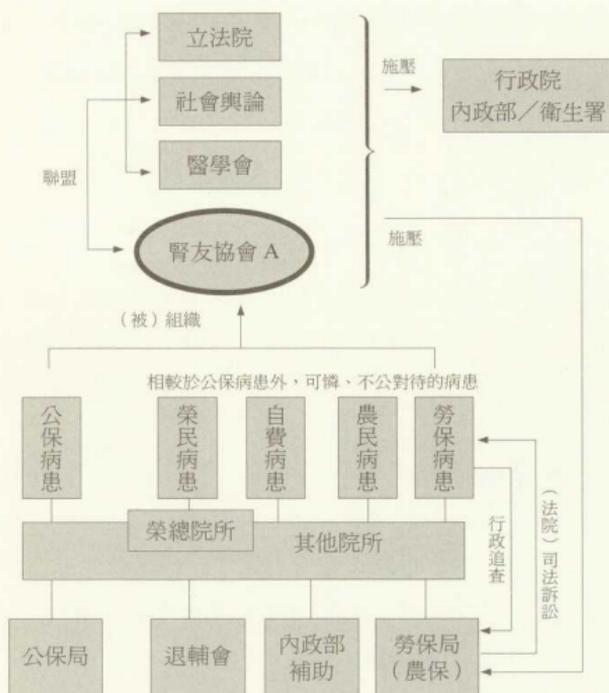 立法院
社會輿論
醫學會
聯盟
腎友協會 A
施壓
行政院
內政部／衛生署
施壓
（被）組織
相較於公保病患外，可憐、不公對待的病患
公保病患
榮民病患
自費病患
農民病患
勞保病患
榮總院所
其他院所
行政追查
（法院）司法訴訟
公保局
退輔會
內政部
補助
勞保局
（農保）